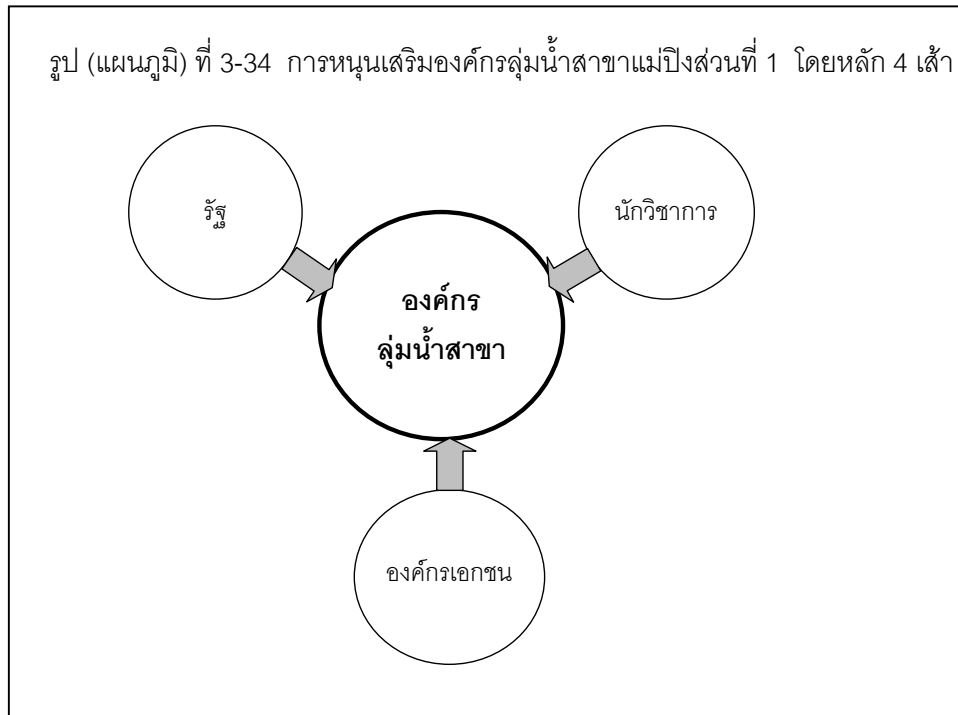 รูป (แผนภูมิ) ที่ 3-34 การหนุนเสริมองค์กรลุ่มน้ำสาขาแม่ปิงส่วนที่ 1 โดยหลัก 4 เส้า
รัฐ
นักวิชาการ
องค์กร
ลุ่มน้ำสาขา
องค์กรเอกชน